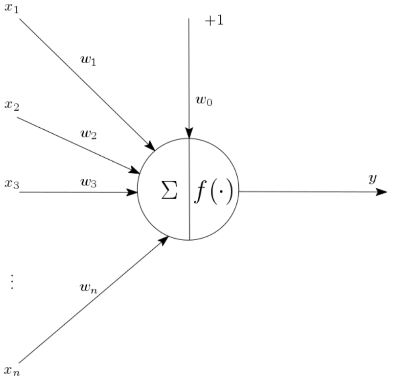 x₁ +1
w₁
w₀
x₂
w₂
x₃ w₃ Σ f(·) y
⋮
wₙ
xₙ